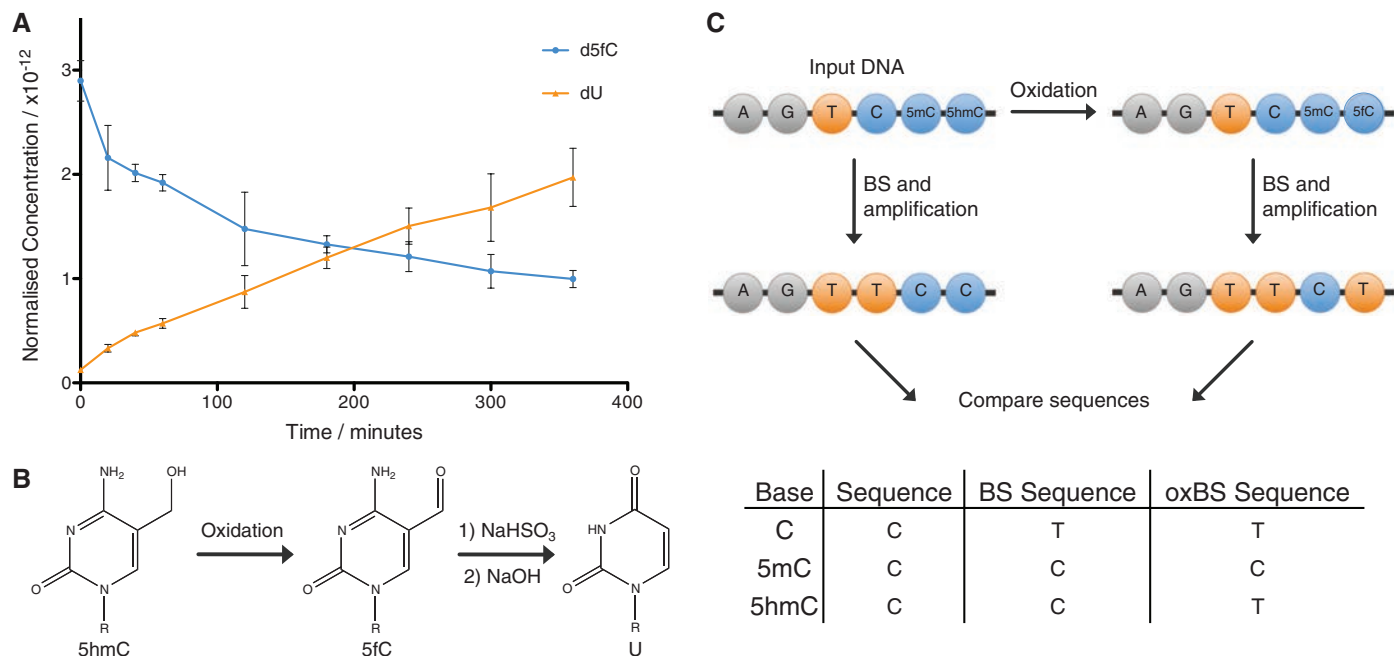 A
Normalised Concentration / x10⁻¹²
3
2
1
0
0 100 200 300 400
Time / minutes
d5fC
dU
B
NH₂ OH
N
O N
R
5hmC
Oxidation
NH₂ O
N
O N
R
5fC
1) NaHSO₃
2) NaOH
O
HN
O N
R
U
C
Input DNA
A G T C 5mC 5hmC
Oxidation
A G T C 5mC 5fC
BS and
amplification
BS and
amplification
A G T T C C
A G T T C T
Compare sequences
Base Sequence BS Sequence oxBS Sequence
C C T T
5mC C C C
5hmC C C T